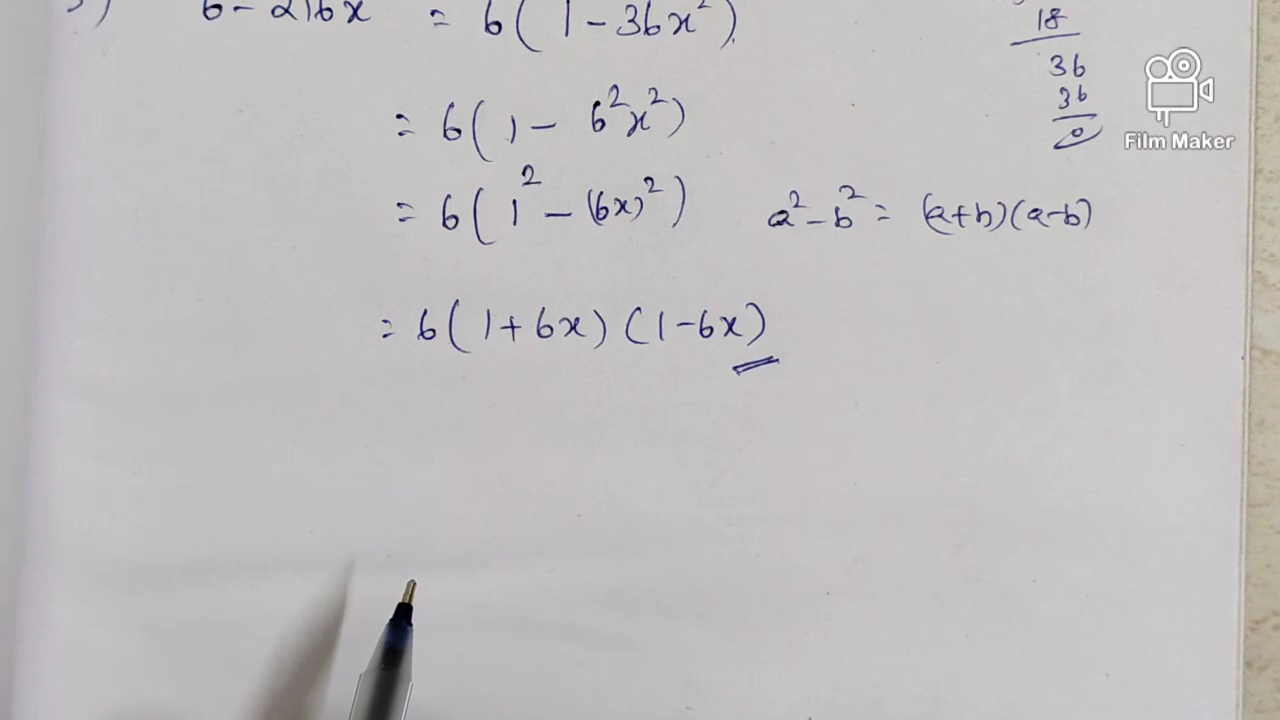 6 - 216x = 6(1 - 36x²)
= 6(1 - 6²x²)
= 6(1² - (6x)²) a² - b² = (a+b)(a-b)
= 6(1+6x)(1-6x)
18
36
36
0
Film Maker